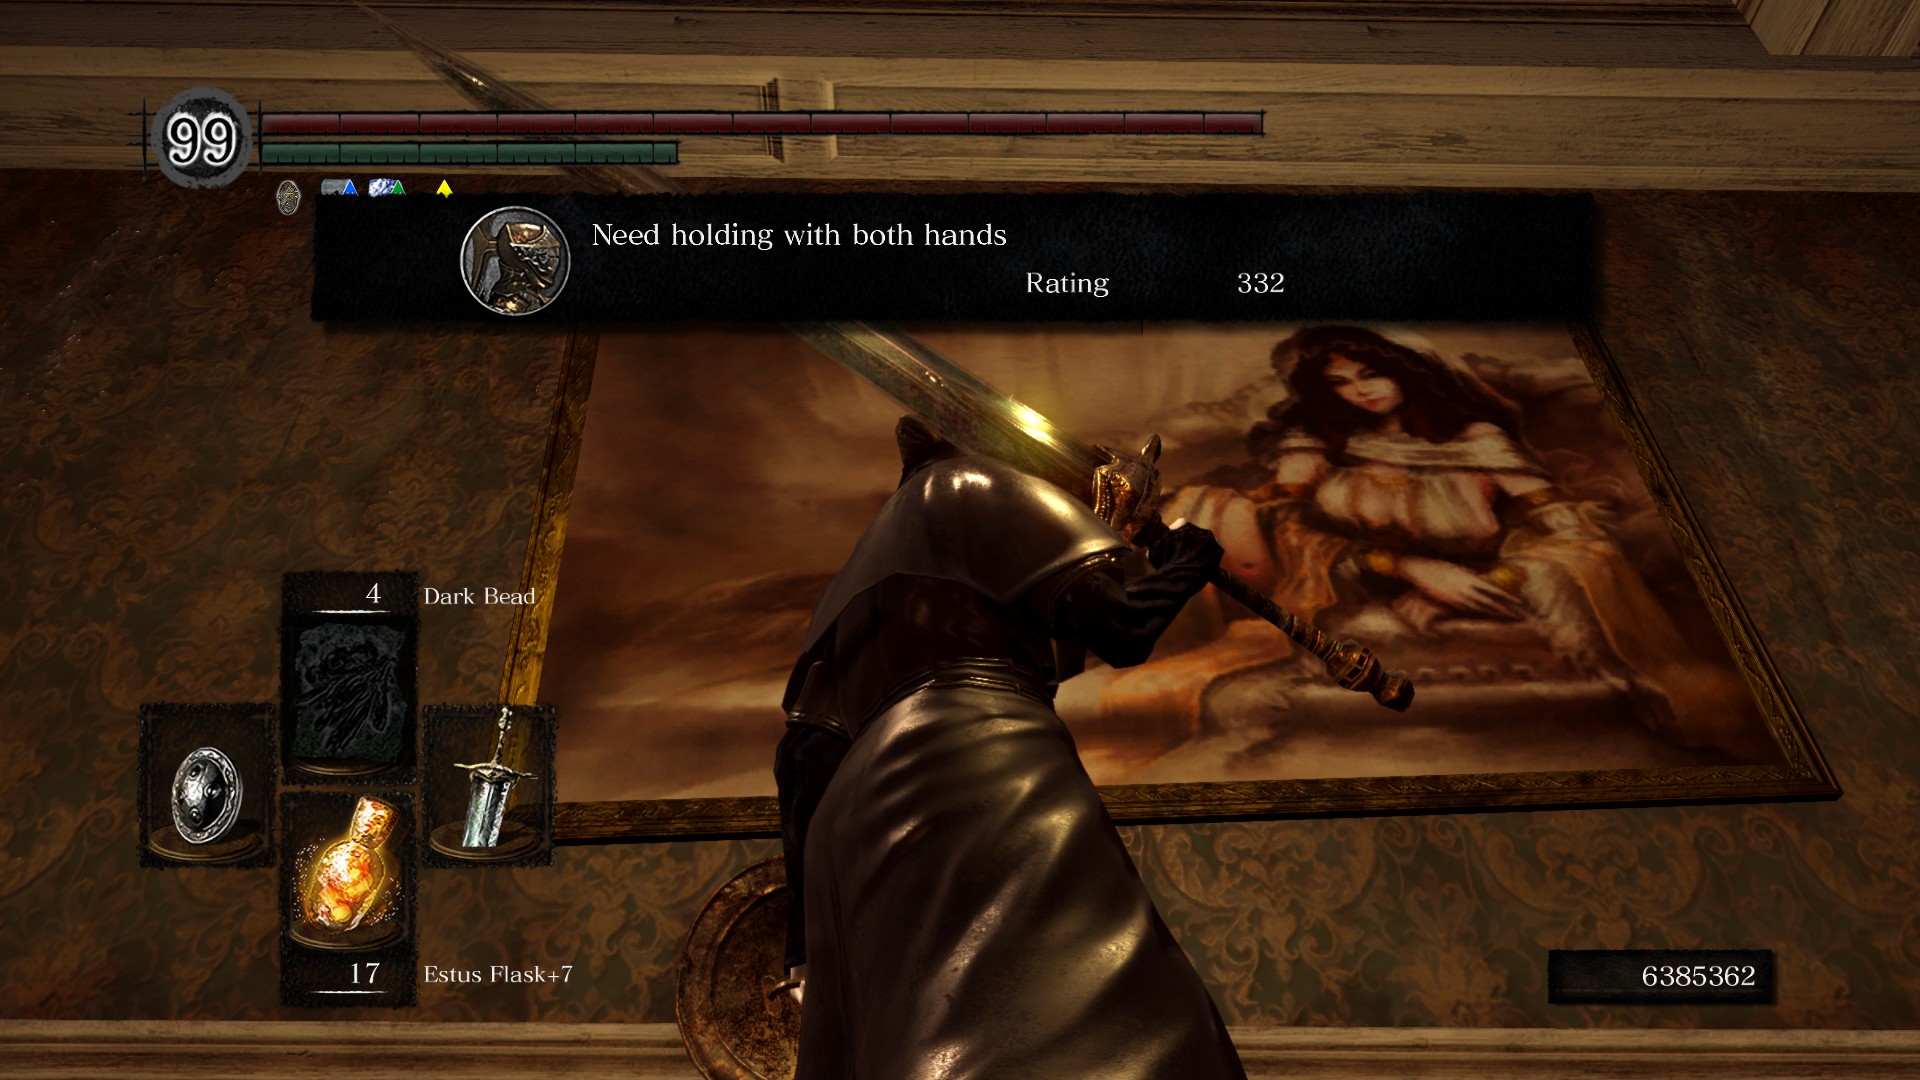 99
Need holding with both hands
Rating 332
4 Dark Bead
17 Estus Flask+7
6385362